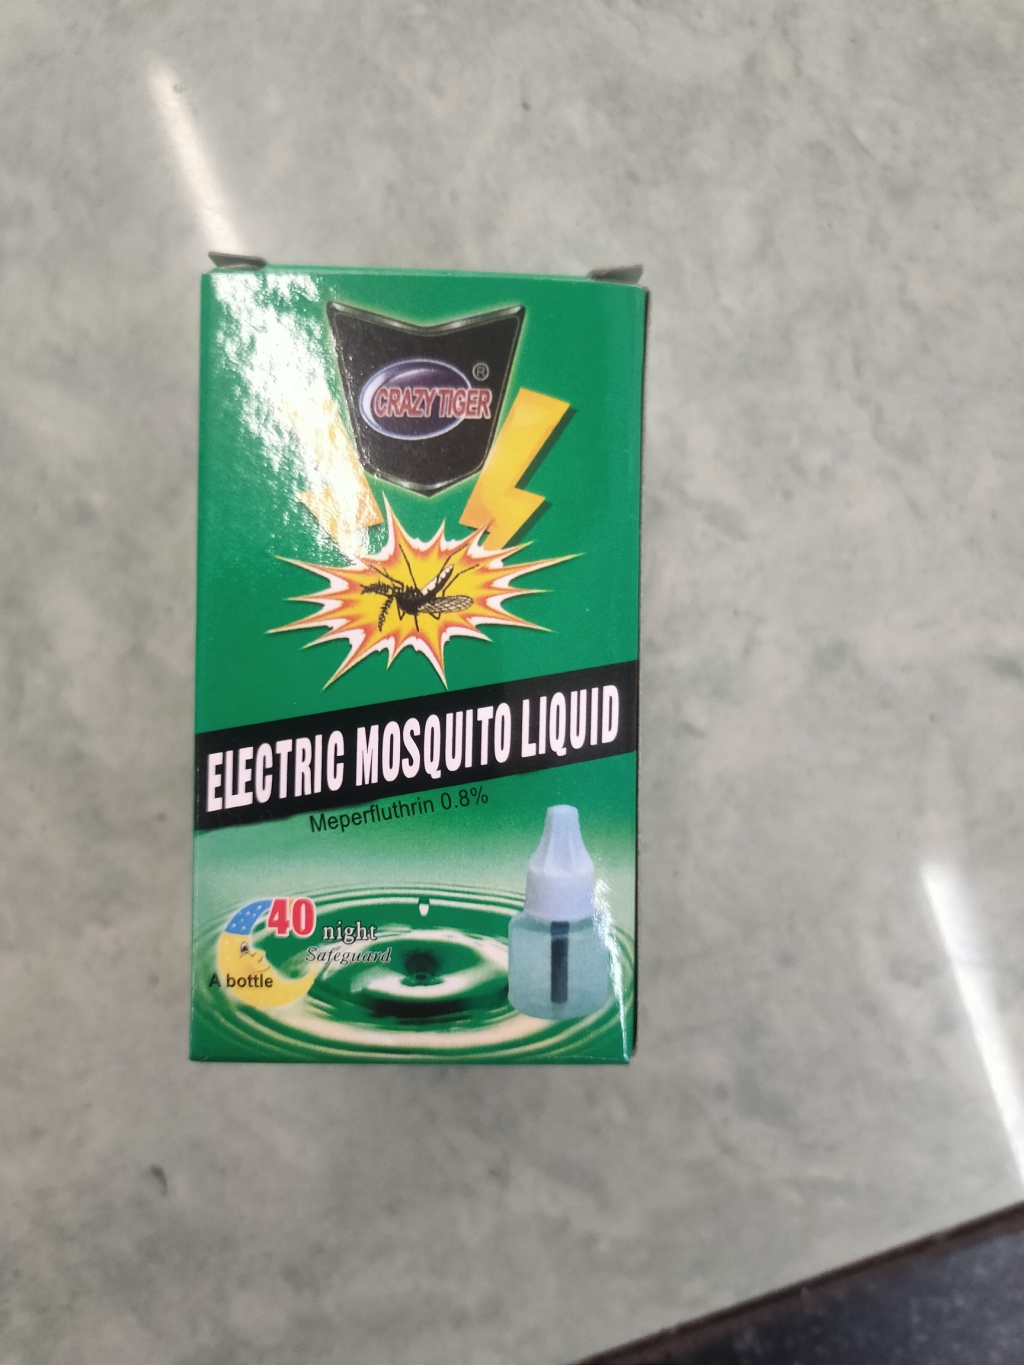 CRAZY TIGER ®
ELECTRIC MOSQUITO LIQUID
Meperfluthrin 0.8%
40 night
Safeguard
A bottle